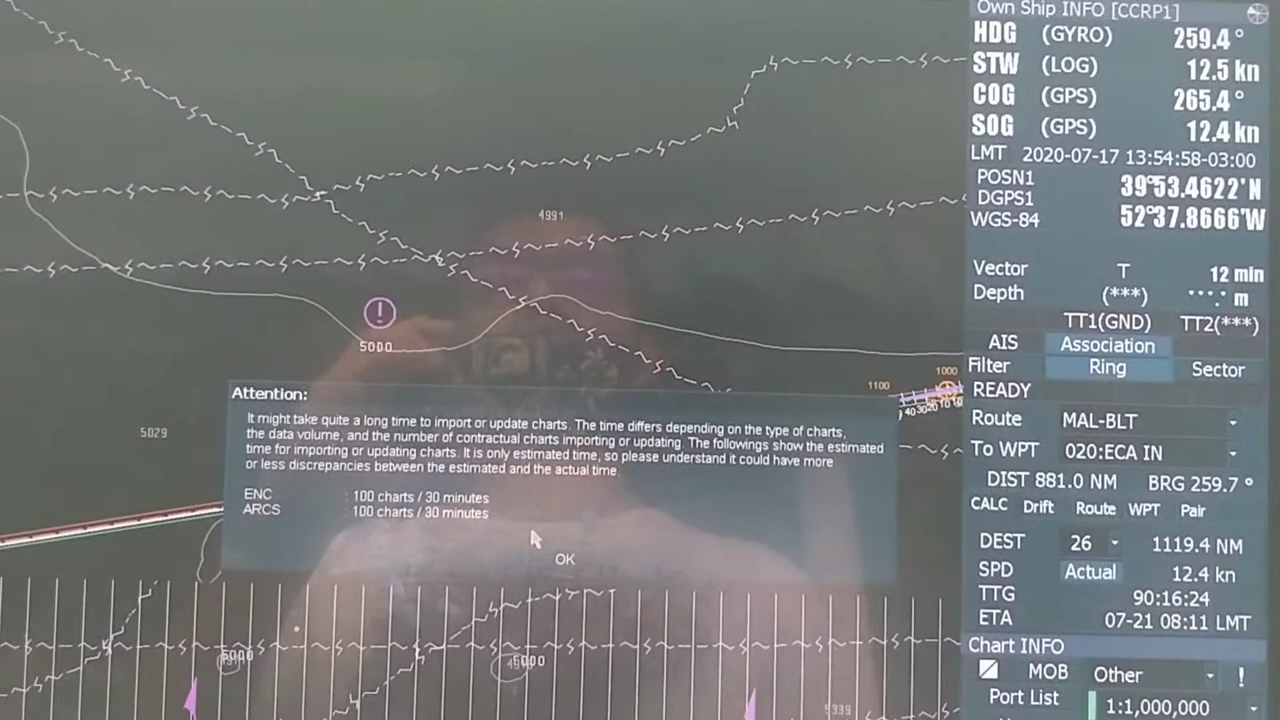 Own Ship INFO [CCRP1]
HDG (GYRO) 259.4°
STW (LOG) 12.5 kn
COG (GPS) 265.4°
SOG (GPS) 12.4 kn
LMT 2020-07-17 13:54:58-03:00
POSN1 39°53.4622'N
DGPS1
WGS-84 52°37.8666'W
Vector T 12 min
Depth (***) ***.* m
TT1(GND) TT2(***)
AIS Association
Filter Ring Sector
READY
Route MAL-BLT
To WPT 020:ECA IN
DIST 881.0 NM BRG 259.7°
CALC Drift Route WPT Pair
DEST 26 1119.4 NM
SPD Actual 12.4 kn
TTG 90:16:24
ETA 07-21 08:11 LMT
Chart INFO
MOB Other !
Port List 1:1,000,000
4991
!
5000
1000
1100
5029
Attention:
It might take quite a long time to import or update charts. The time differs depending on the type of charts,
the data volume, and the number of contractual charts importing or updating. The followings show the estimated
time for importing or updating charts. It is only estimated time, so please understand it could have more
or less discrepancies between the estimated and the actual time.
ENC : 100 charts / 30 minutes
ARCS : 100 charts / 30 minutes
OK
5000
5000
5339